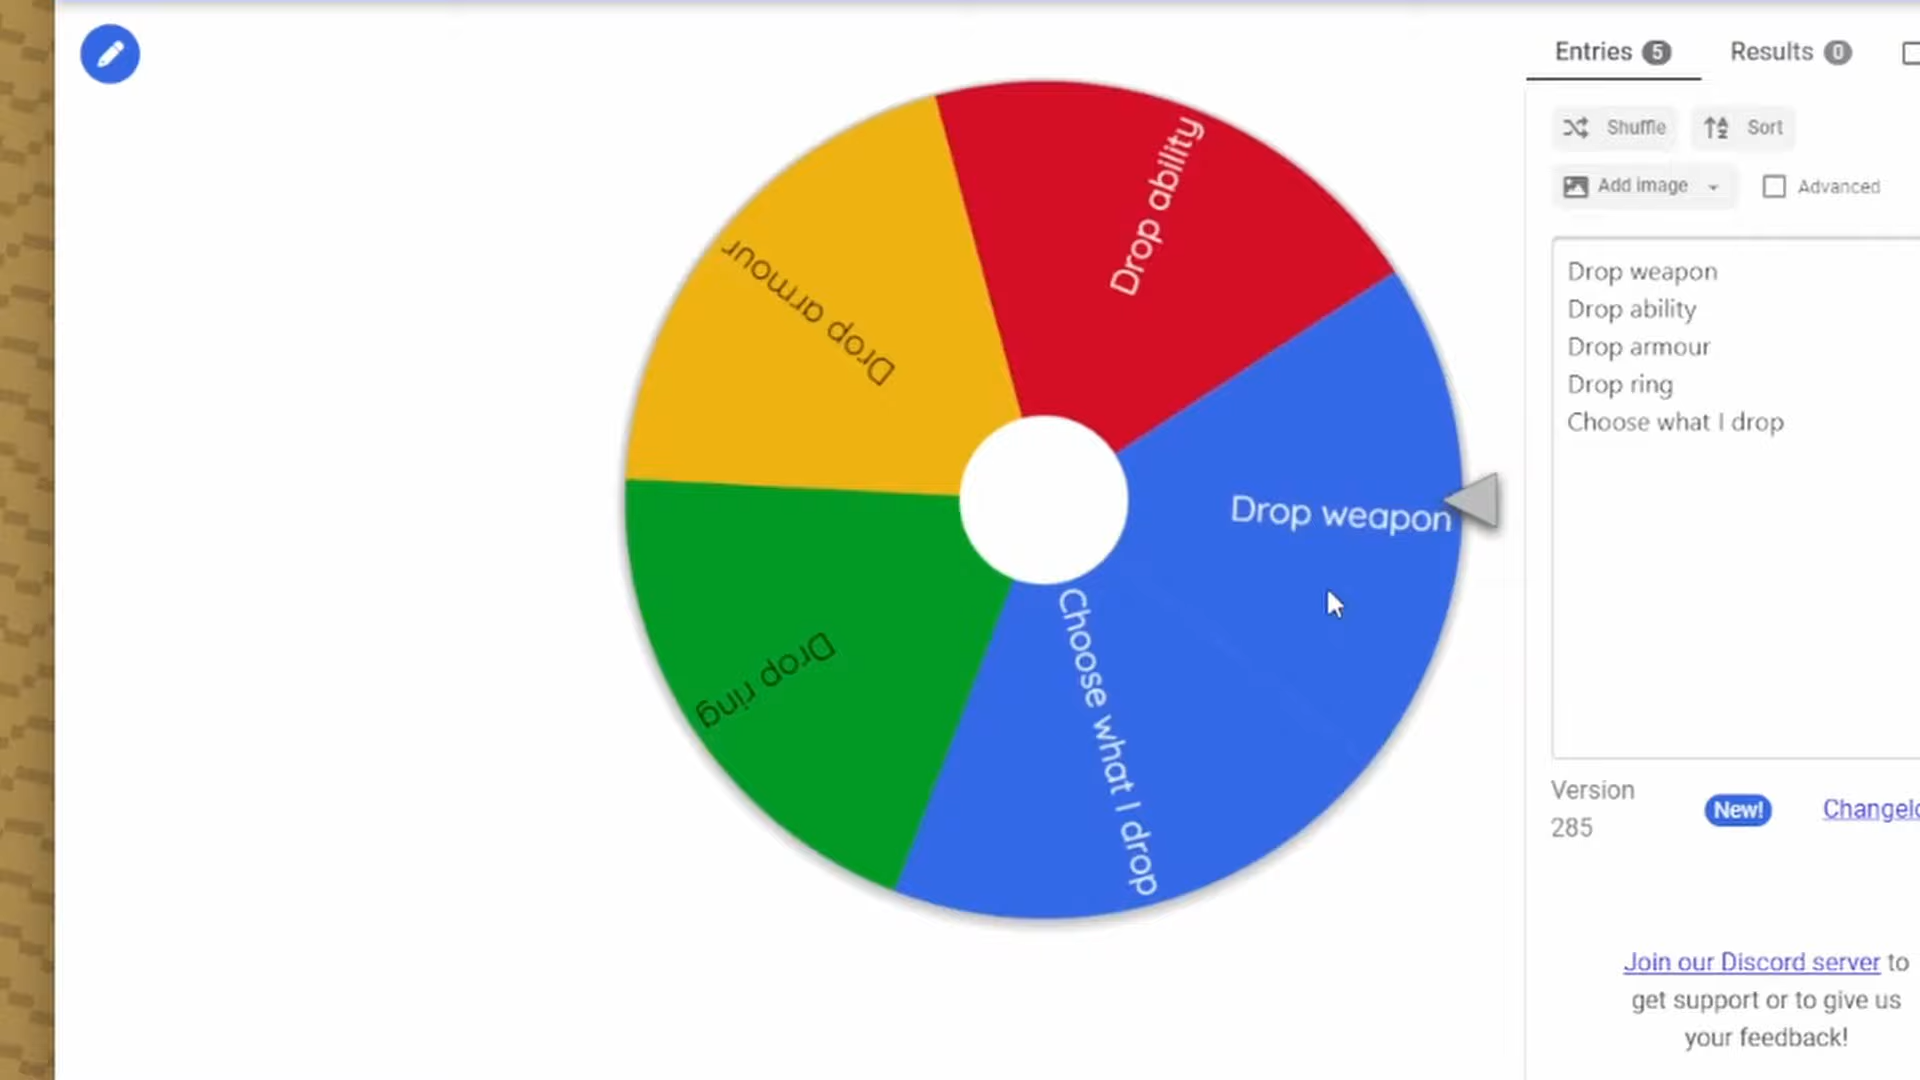 Entries 5
Results 0
Shuffle
Sort
Add image
Advanced
Drop ability
Drop armour
Drop weapon
Drop ring
Choose what I drop
Drop weapon
Drop ability
Drop armour
Drop ring
Choose what I drop
Version
285
New!
Changelo
Join our Discord server to
get support or to give us
your feedback!